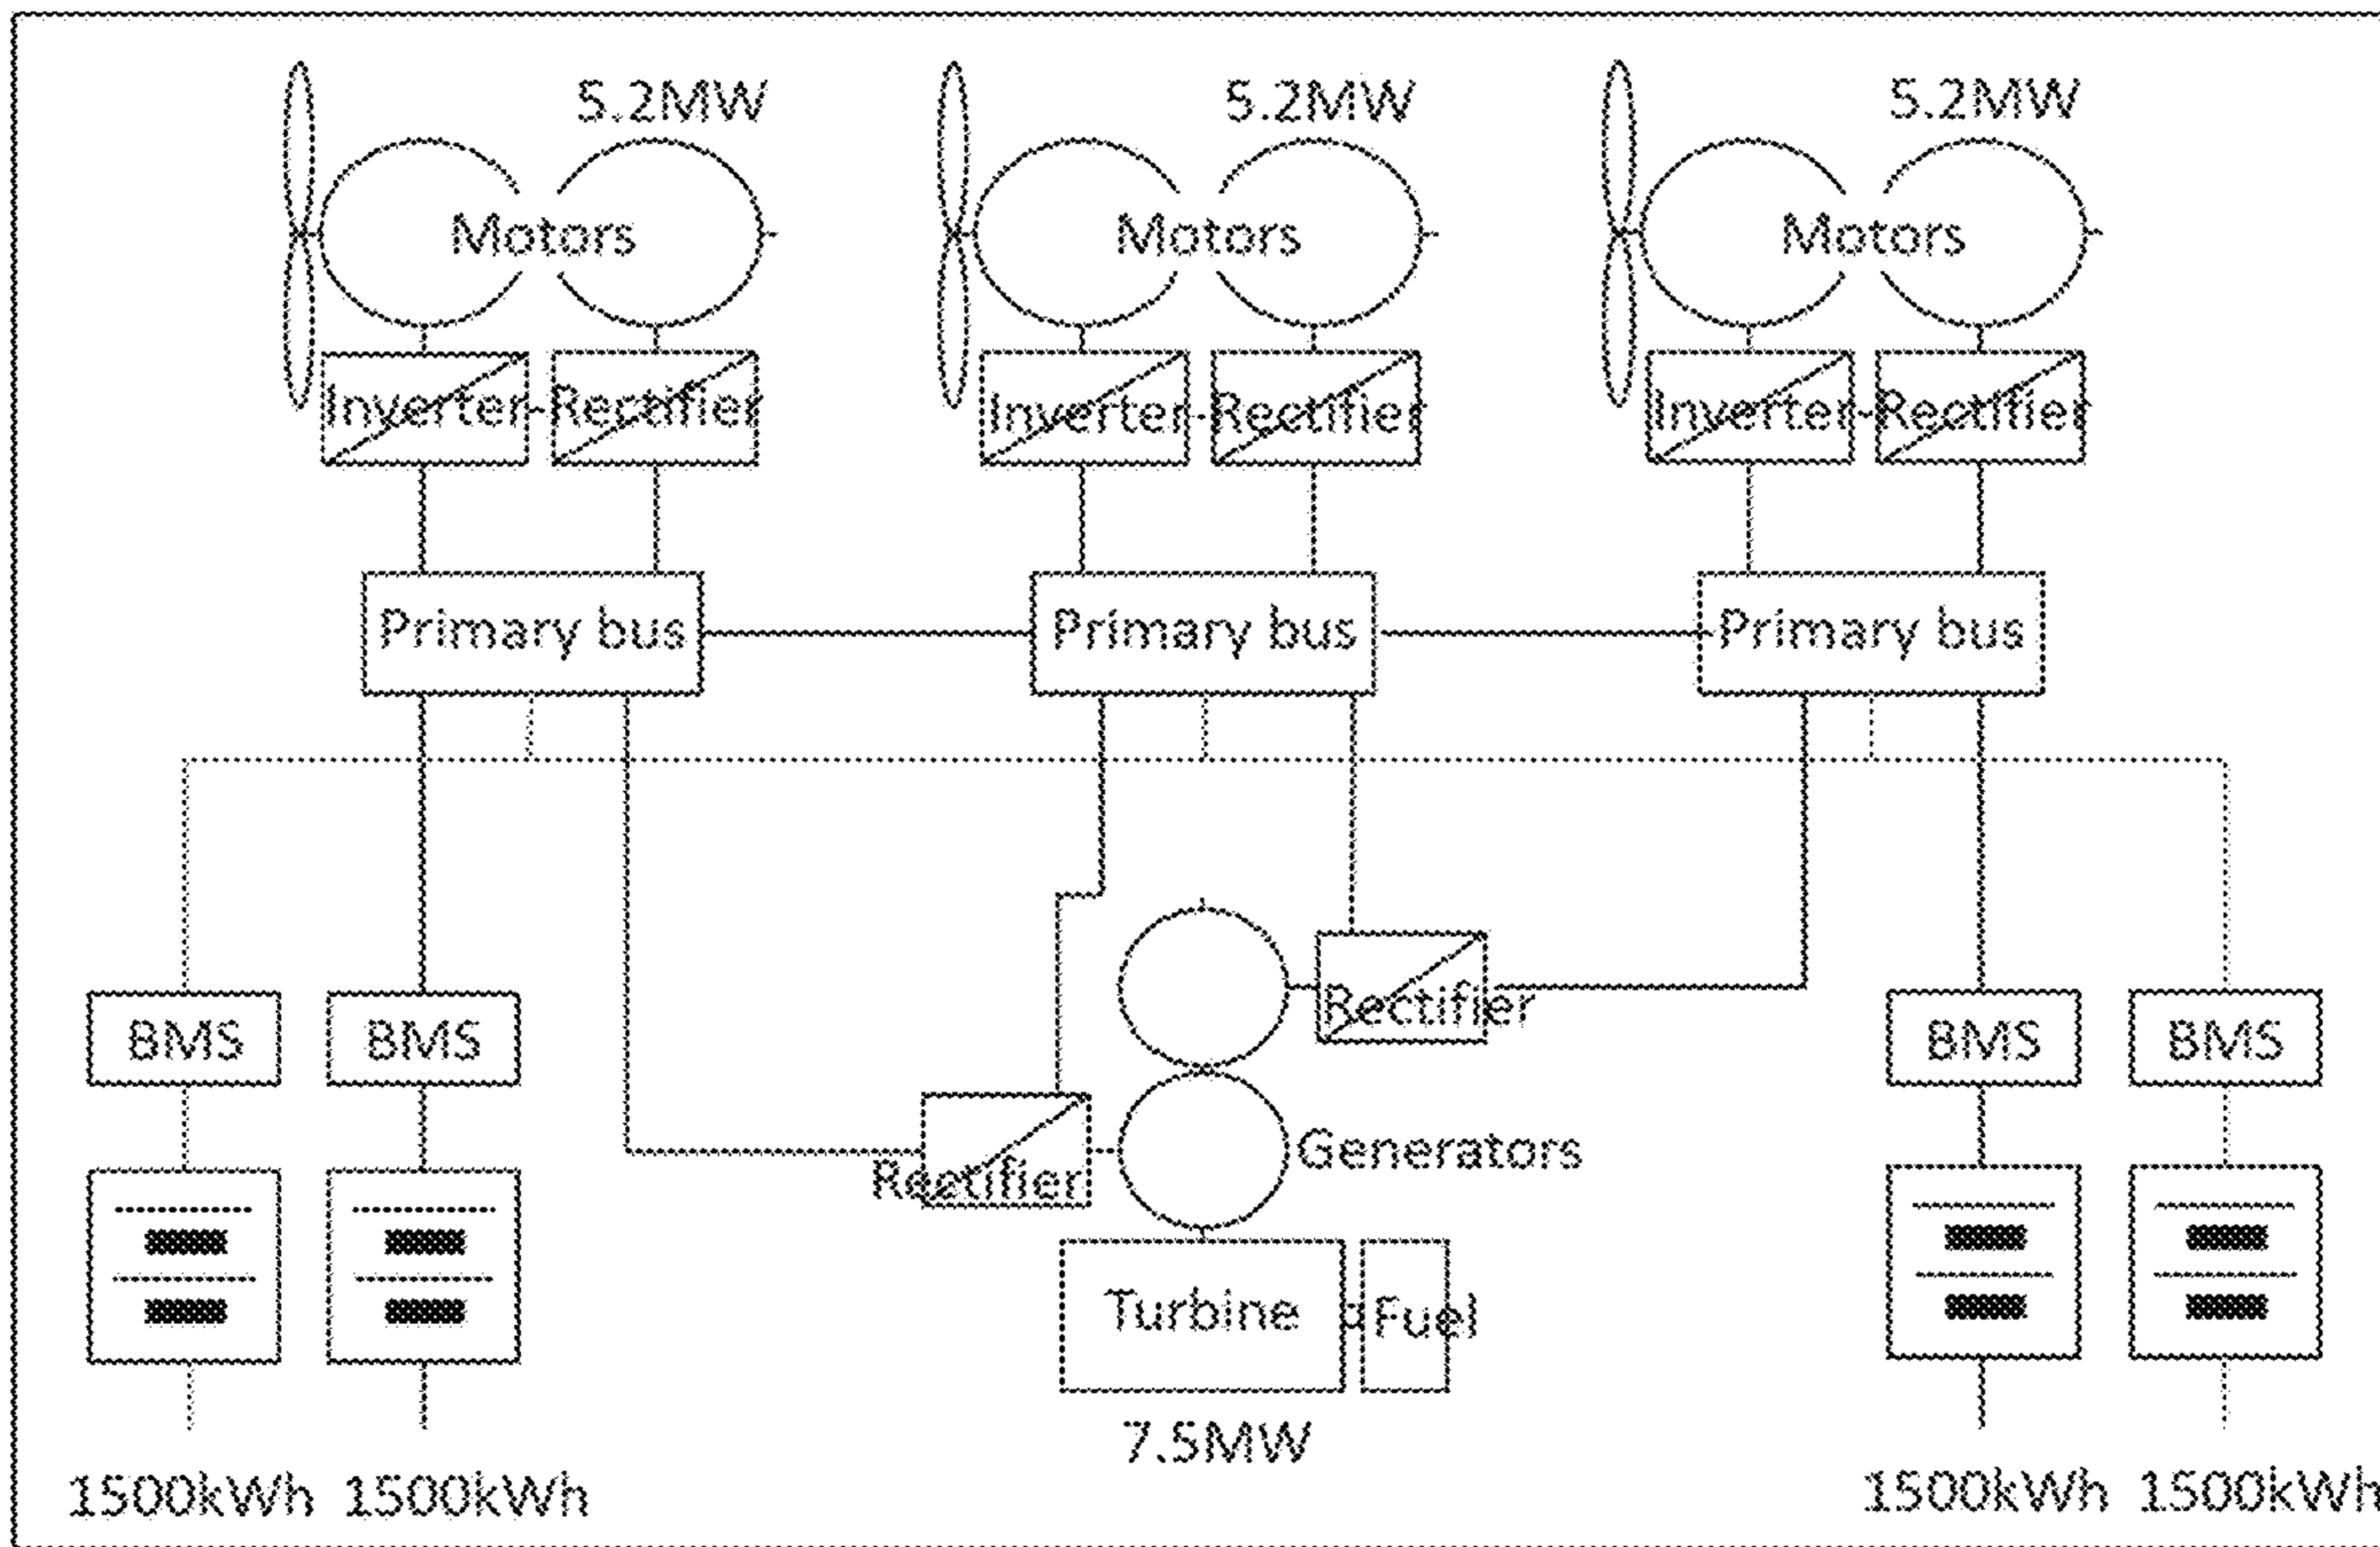 5.2MW 5.2MW 5.2MW
Motors Motors Motors
Inverter Rectifier Inverter Rectifier Inverter Rectifier
Primary bus Primary bus Primary bus
Rectifier
BMS BMS BMS BMS
Generators
Rectifier
Turbine Fuel
7.5MW
1500kWh 1500kWh 1500kWh 1500kWh